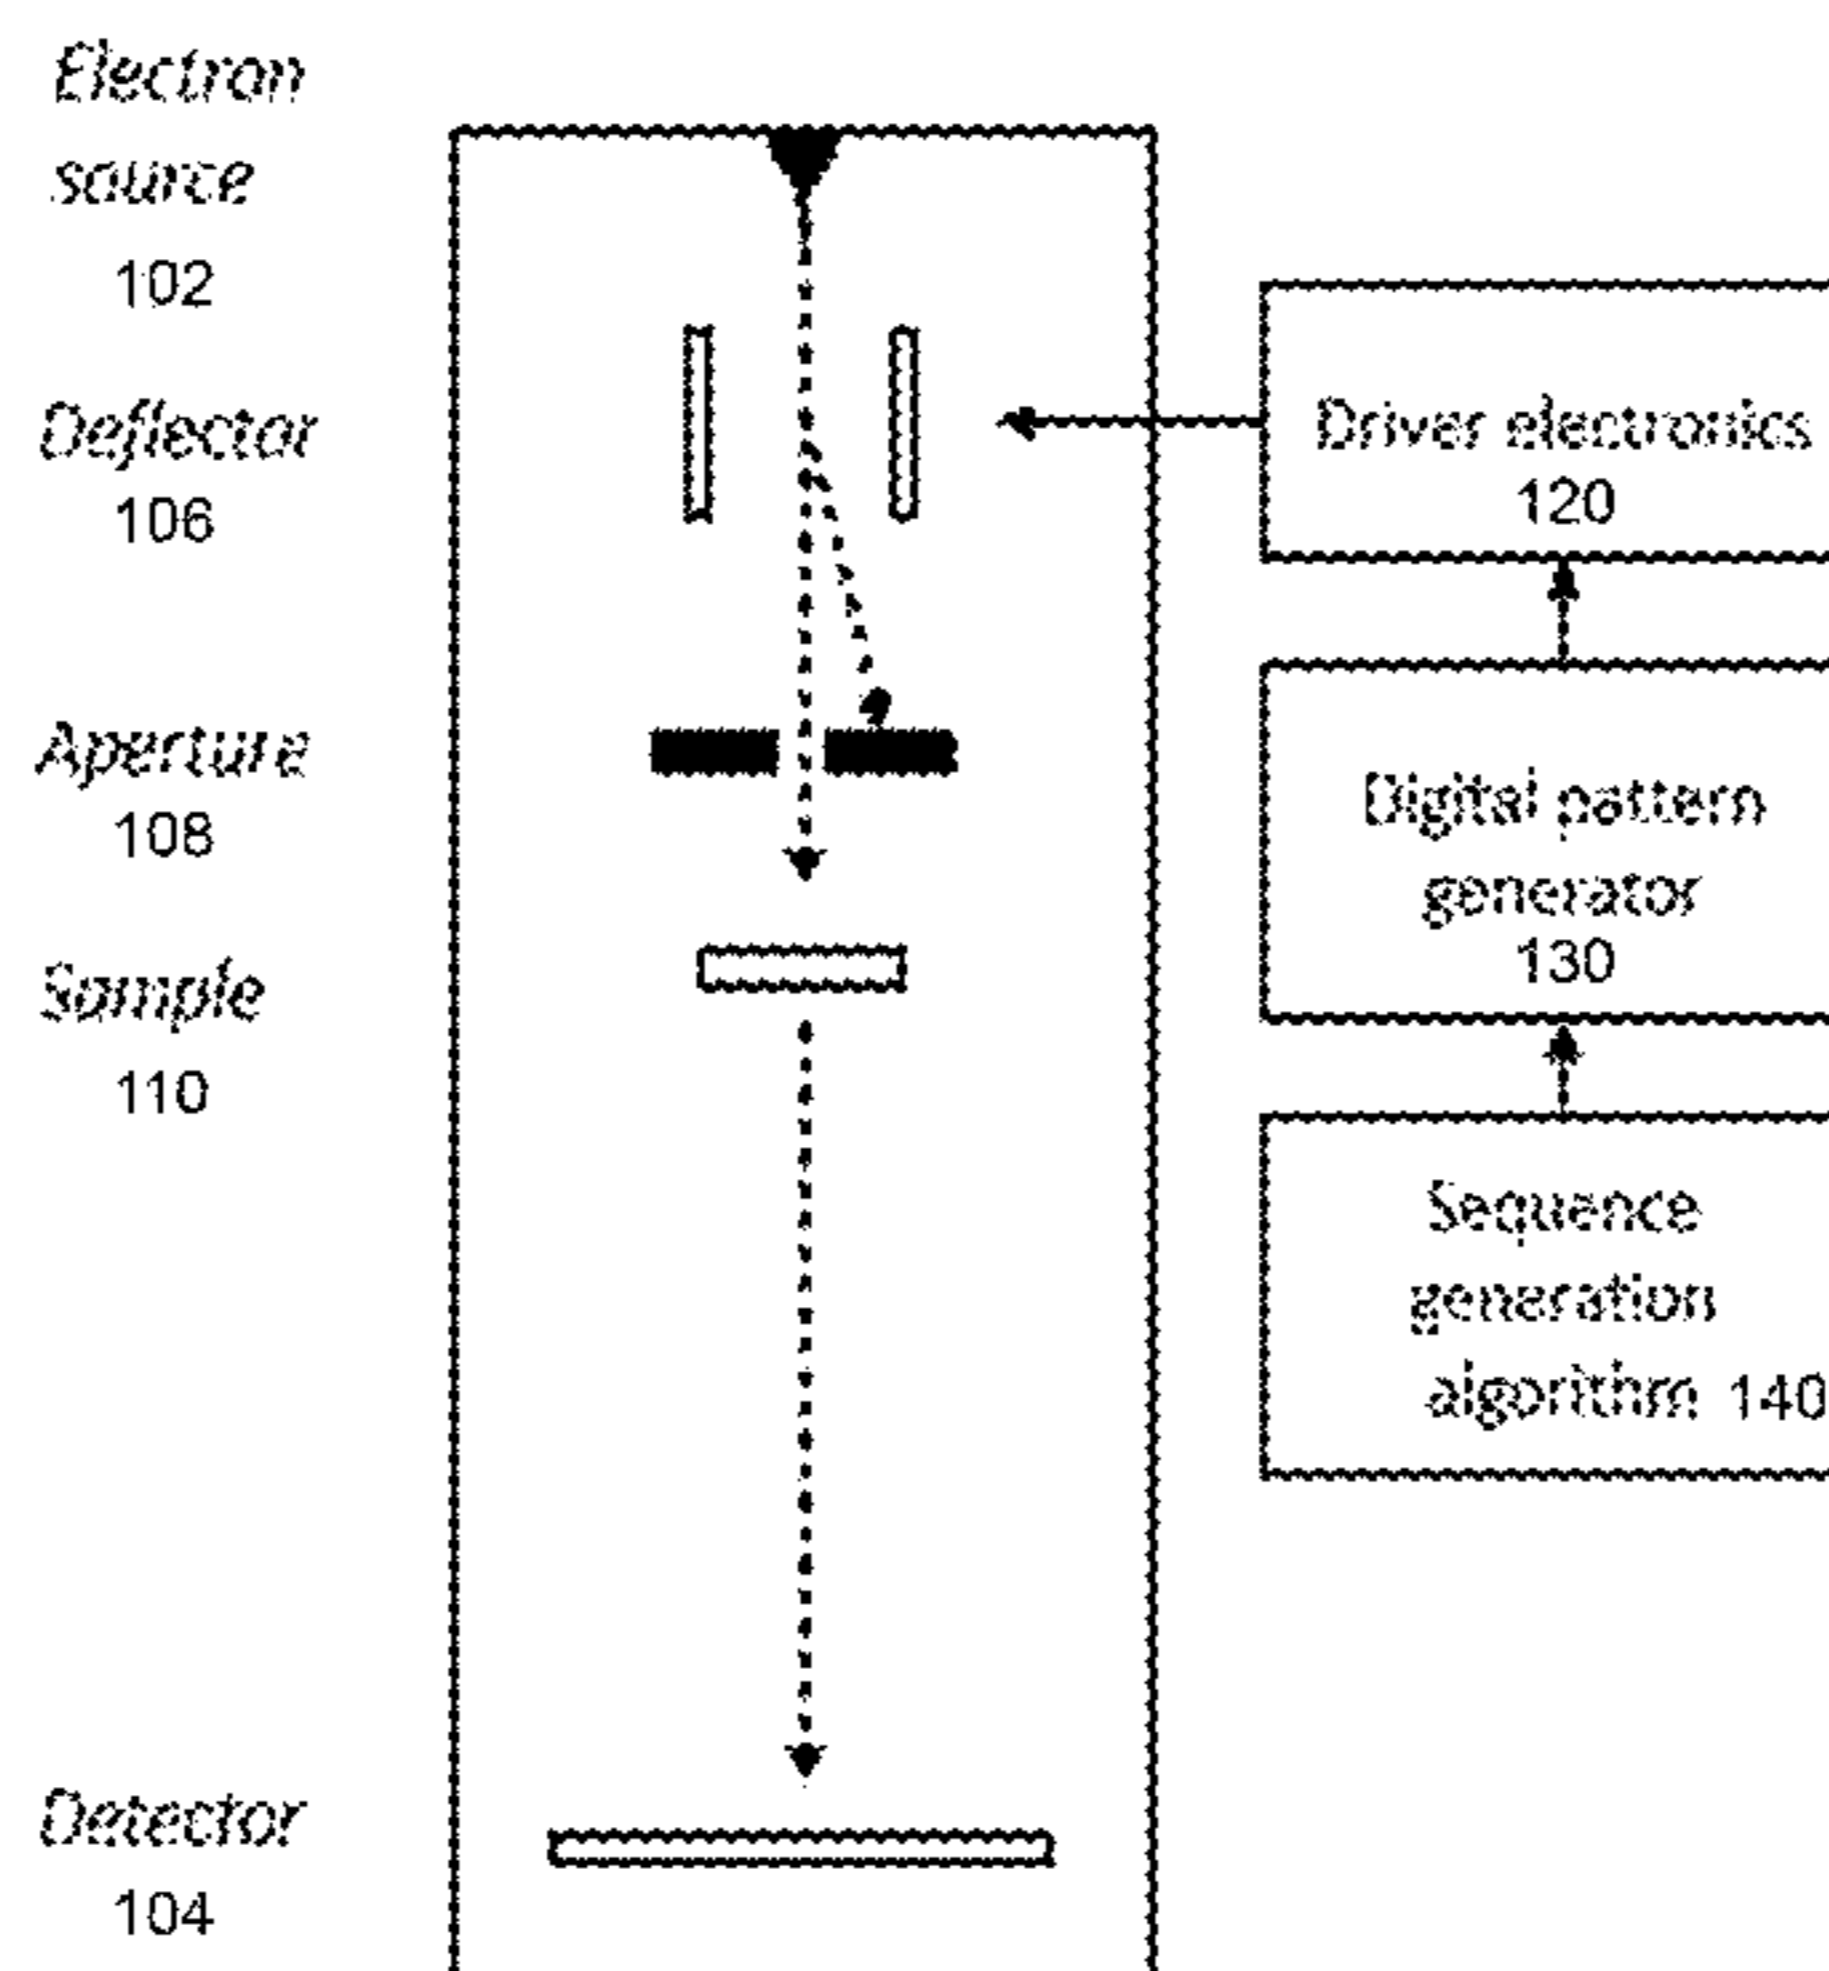 Electron
source
102
Deflector
106
Aperture
108
Sample
110
Detector
104
Driver electronics
120
Digital pattern
generator
130
Sequence
generation
algorithm 140